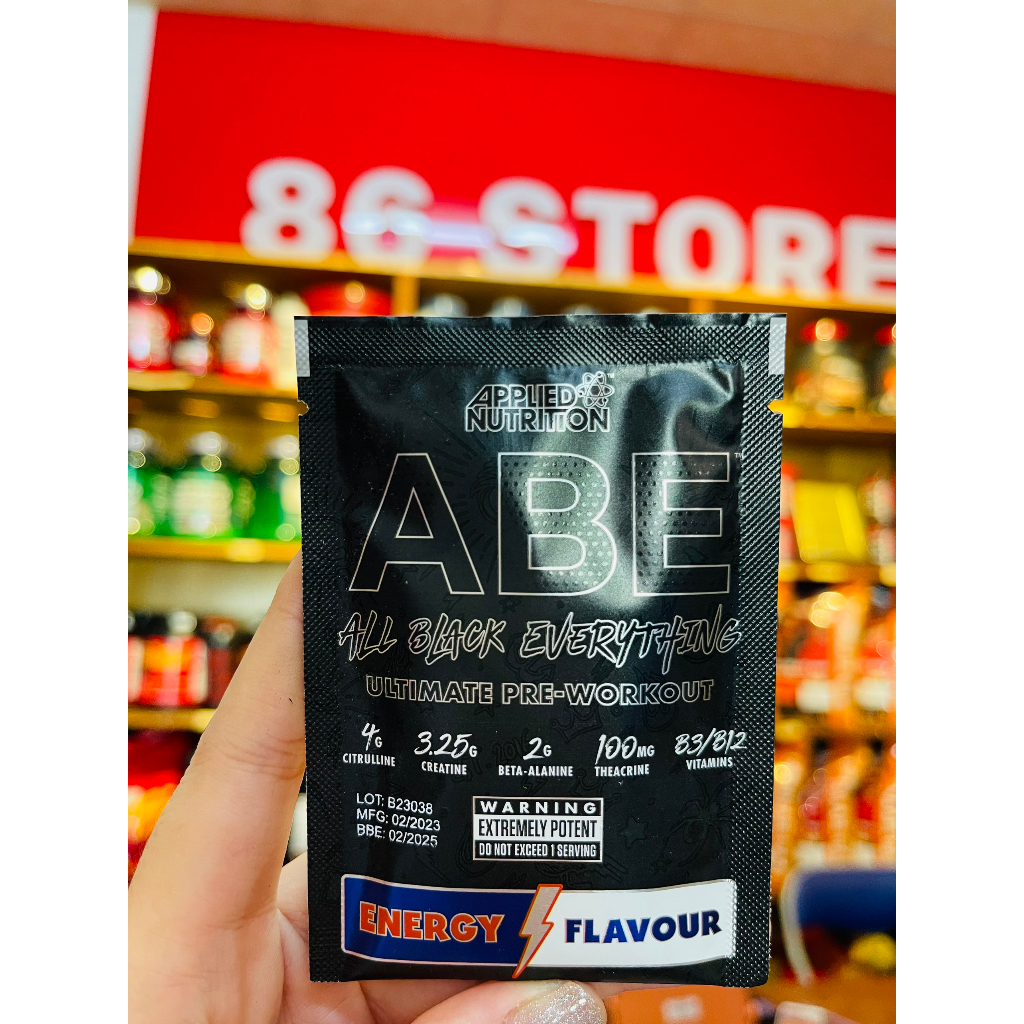 86 STORE
APPLIED
NUTRITION™
ABE™
ALL BLACK EVERYTHING
ULTIMATE PRE-WORKOUT
4G CITRULLINE
3.25G CREATINE
2G BETA-ALANINE
100MG THEACRINE
B3/B12 VITAMINS
LOT: B23038
MFG: 02/2023
BBE: 02/2025
WARNING
EXTREMELY POTENT
DO NOT EXCEED 1 SERVING
ENERGY FLAVOUR